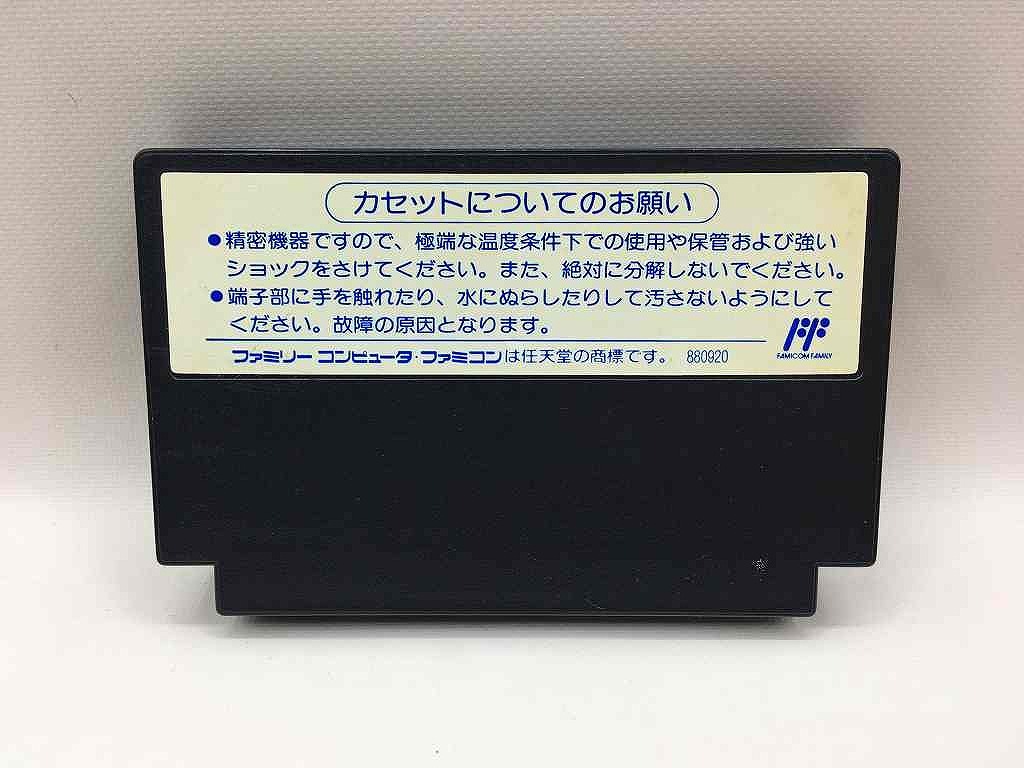 カセットについてのお願い
●精密機器ですので、極端な温度条件下での使用や保管および強い
ショックをさけてください。また、絶対に分解しないでください。
●端子部に手を触れたり、水にぬらしたりして汚さないようにして
ください。故障の原因となります。
ファミリー コンピュータ・ファミコンは任天堂の商標です。 880920
FAMICOM FAMILY